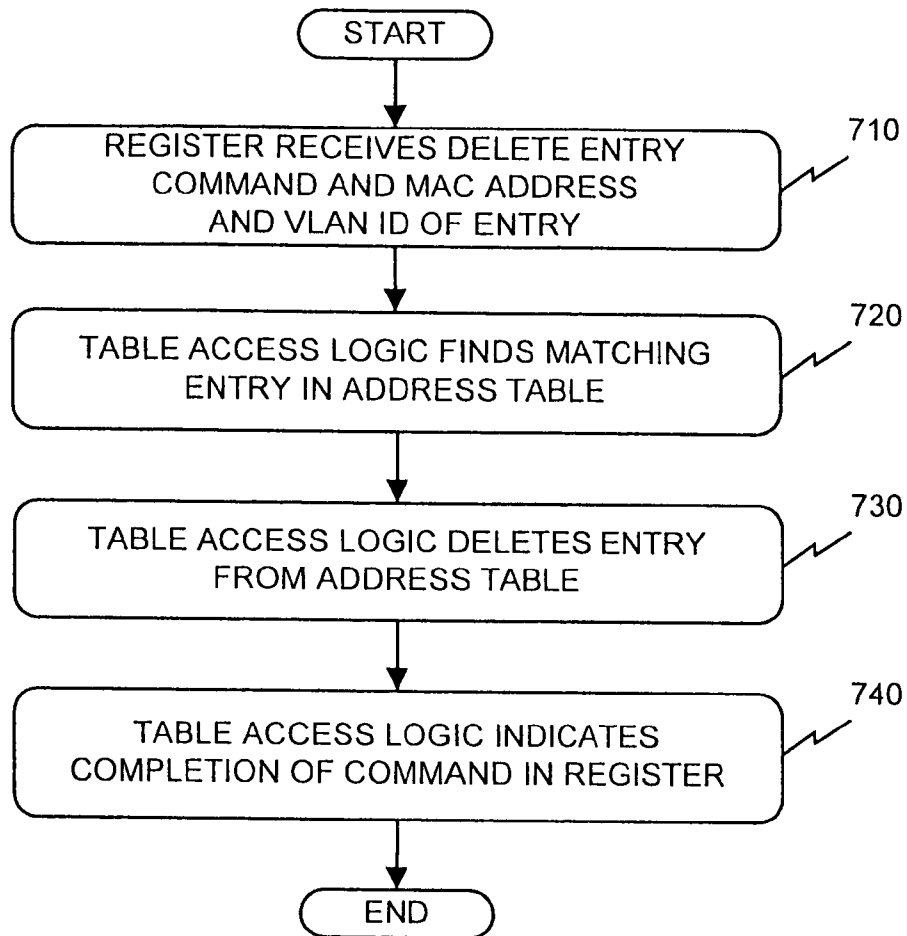 START
REGISTER RECEIVES DELETE ENTRY
COMMAND AND MAC ADDRESS
AND VLAN ID OF ENTRY
710
TABLE ACCESS LOGIC FINDS MATCHING
ENTRY IN ADDRESS TABLE
720
TABLE ACCESS LOGIC DELETES ENTRY
FROM ADDRESS TABLE
730
TABLE ACCESS LOGIC INDICATES
COMPLETION OF COMMAND IN REGISTER
740
END